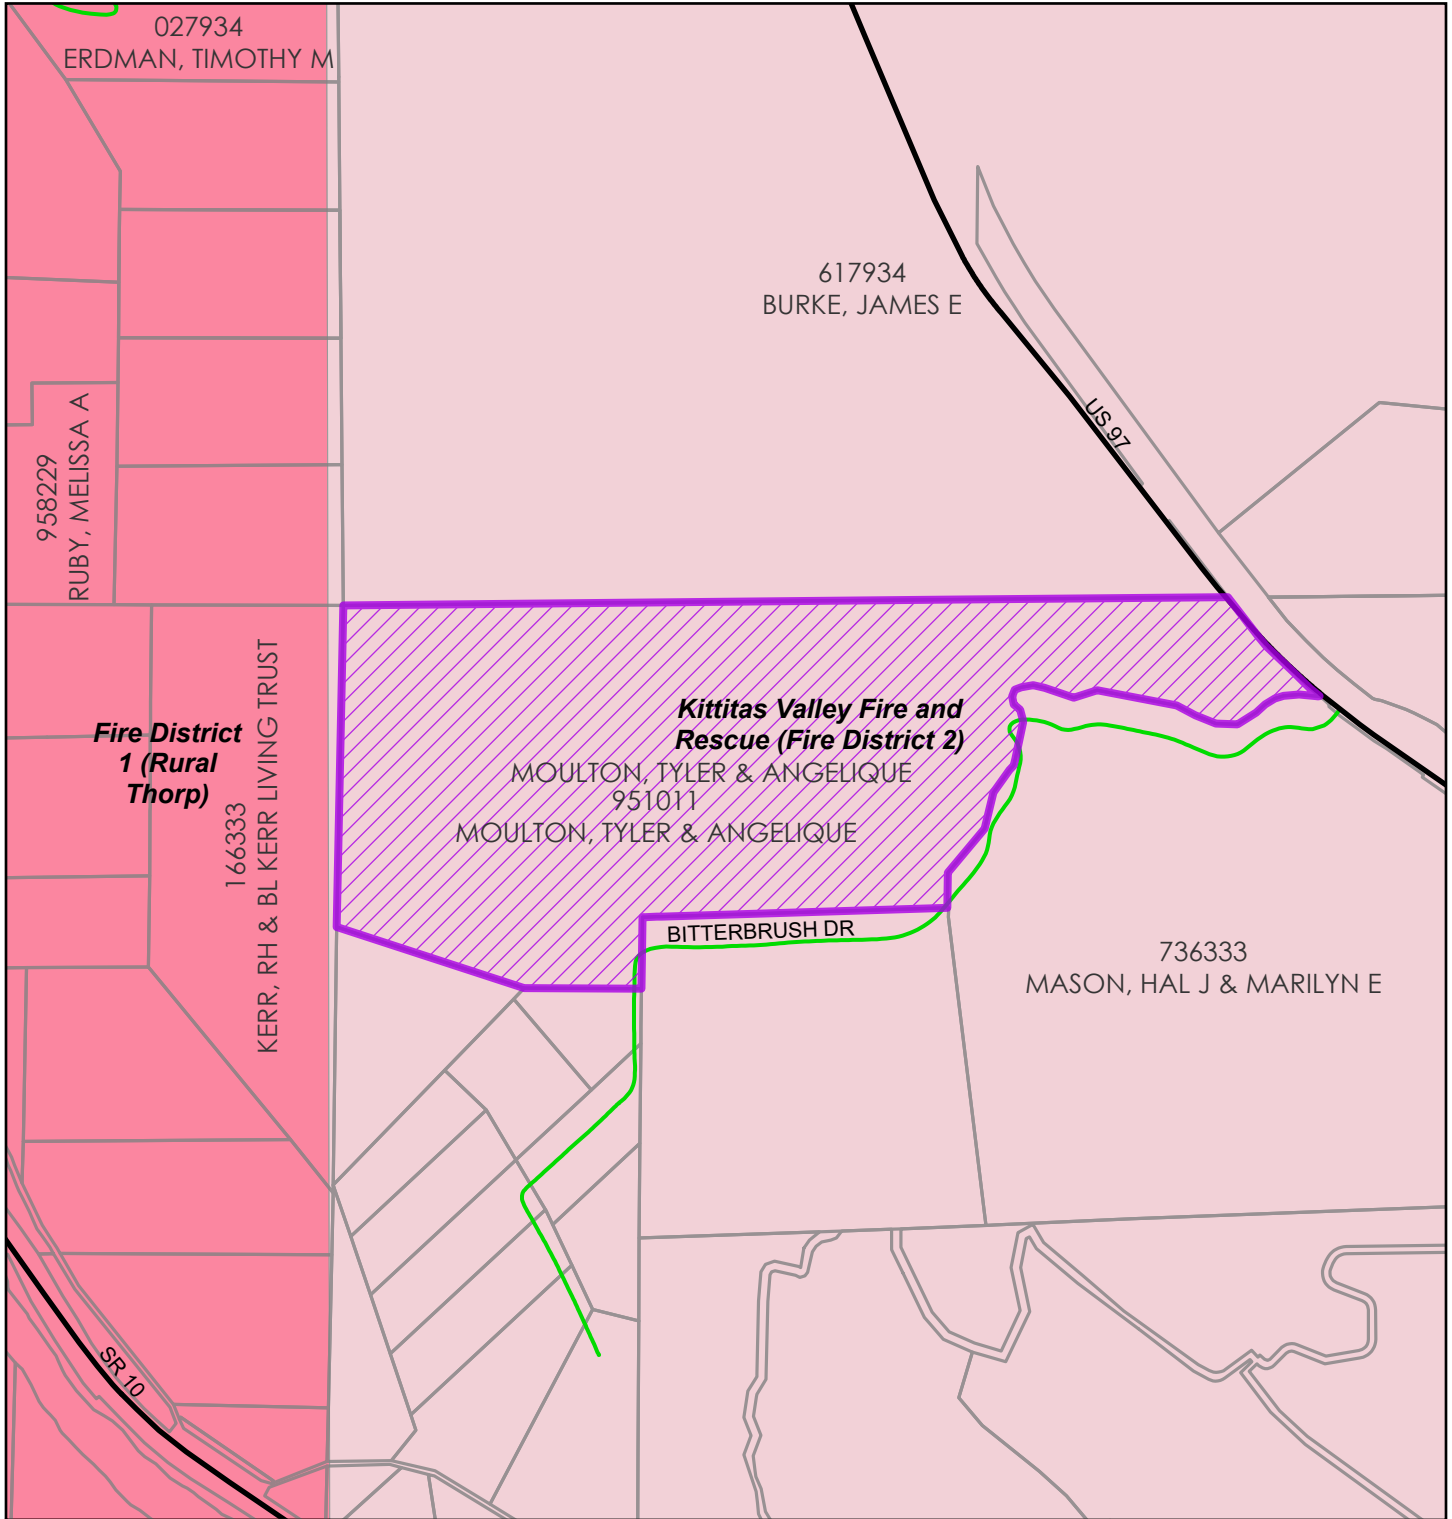 027934
ERDMAN, TIMOTHY M
617934
BURKE, JAMES E
US 97
958229
RUBY, MELISSA A
Fire District
1 (Rural
Thorp)
166333
KERR, RH & BL KERR LIVING TRUST
Kittitas Valley Fire and
Rescue (Fire District 2)
MOULTON, TYLER & ANGELIQUE
951011
MOULTON, TYLER & ANGELIQUE
BITTERBRUSH DR
736333
MASON, HAL J & MARILYN E
SR 10